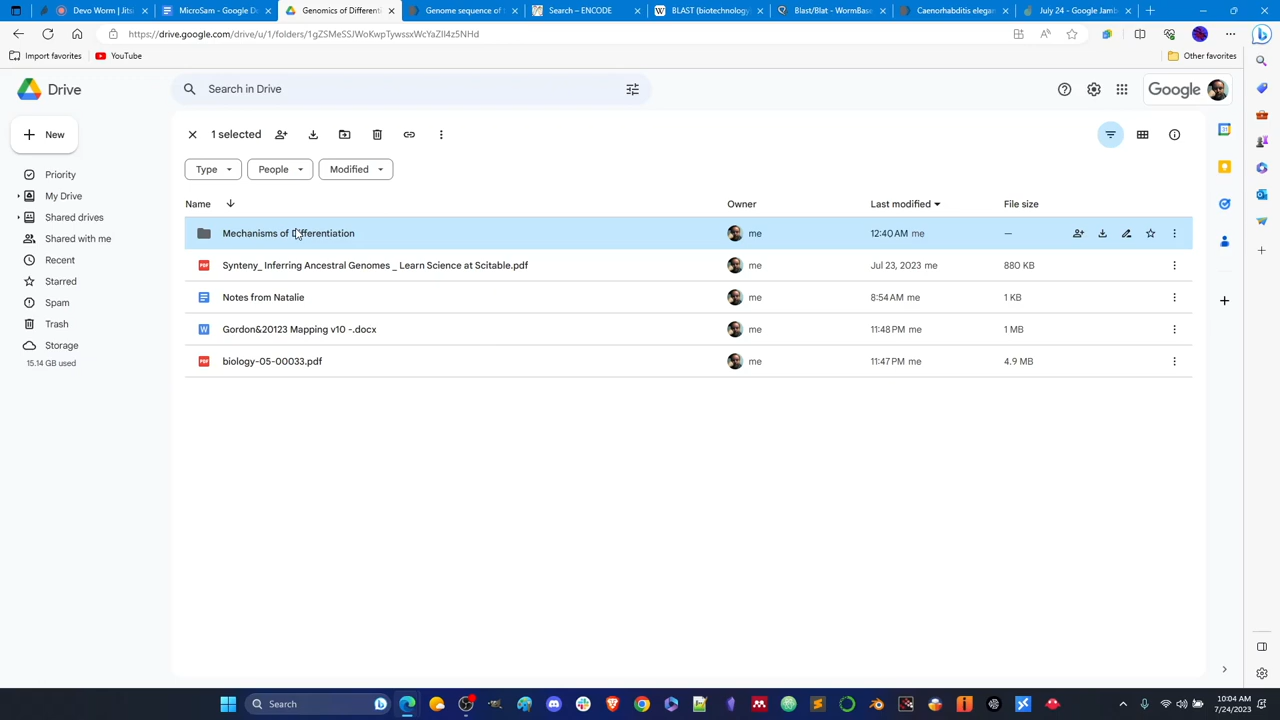 Devo Worm | Jits
MicroSam - Google Do
Genomics of Differenti
Genome sequence of
Search – ENCODE
BLAST (biotechnology
Blast/Blat - WormBase
Caenorhabditis elegan
July 24 - Google Jamb
https://drive.google.com/drive/u/1/folders/1gZSMeSSJWoKwpTywssxWcYaZlI4z5NHd
Import favorites
YouTube
Other favorites
Drive
Search in Drive
Google
New
1 selected
Type
People
Modified
Priority
My Drive
Shared drives
Shared with me
Recent
Starred
Spam
Trash
Storage
15.14 GB used
Name Owner Last modified File size
Mechanisms of Differentiation me 12:40 AM me —
Synteny_ Inferring Ancestral Genomes _ Learn Science at Scitable.pdf me Jul 23, 2023 me 880 KB
Notes from Natalie me 8:54 AM me 1 KB
Gordon&20123 Mapping v10 -.docx me 11:48 PM me 1 MB
biology-05-00033.pdf me 11:47 PM me 4.9 MB
Search
10:04 AM
7/24/2023